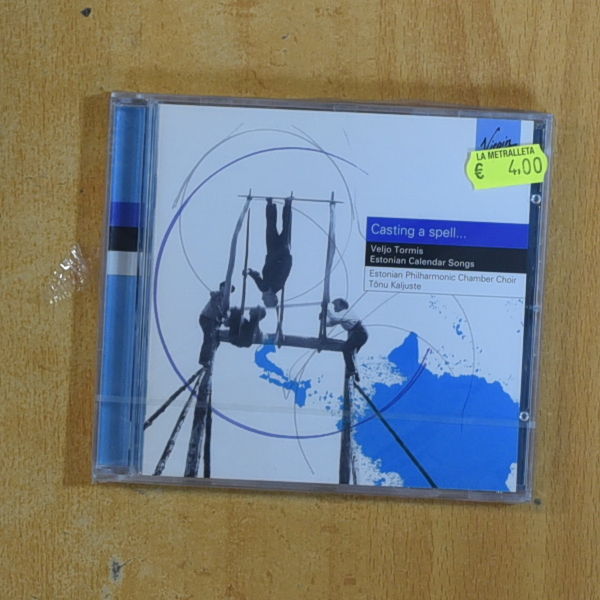 Virgin
LA METRALLETA
€ 4,00
Casting a spell...
Veljo Tormis
Estonian Calendar Songs
Estonian Philharmonic Chamber Choir
Tõnu Kaljuste